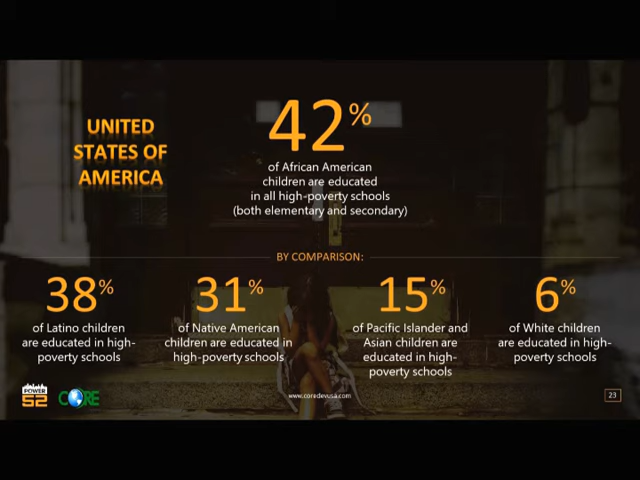 UNITED
STATES OF
AMERICA
42%
of African American
children are educated
in all high-poverty schools
(both elementary and secondary)
BY COMPARISON:
38%
of Latino children
are educated in high-
poverty schools
31%
of Native American
children are educated in
high-poverty schools
15%
of Pacific Islander and
Asian children are
educated in high-
poverty schools
6%
of White children
are educated in high-
poverty schools
POWER
52
CORE
www.coredevusa.com
23